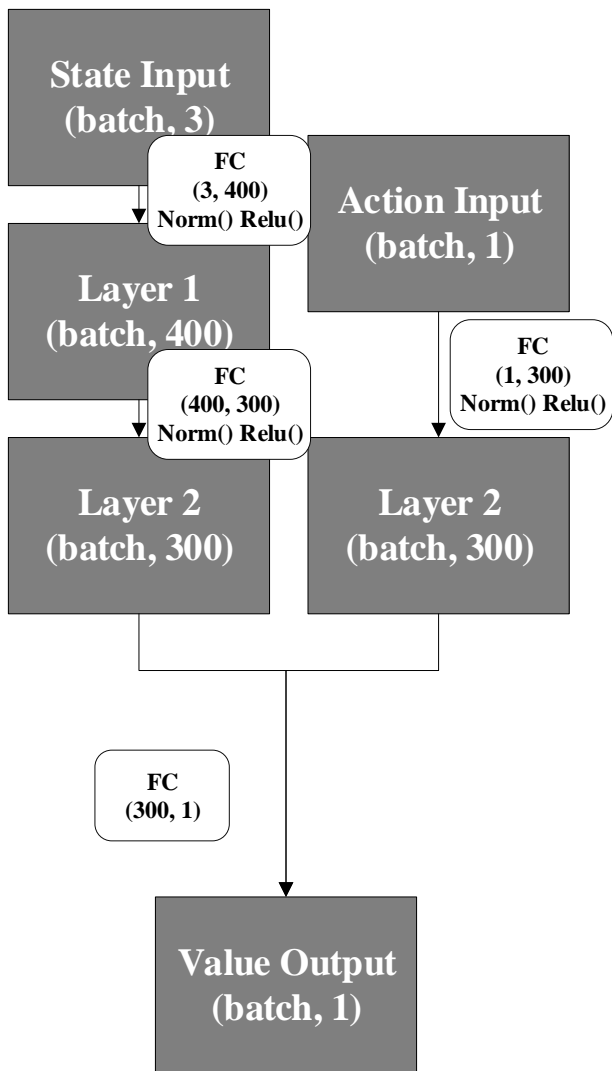 State Input
(batch, 3)
FC
(3, 400)
Norm() Relu()
Action Input
(batch, 1)
Layer 1
(batch, 400)
FC
(1, 300)
Norm() Relu()
FC
(400, 300)
Norm() Relu()
Layer 2
(batch, 300)
Layer 2
(batch, 300)
FC
(300, 1)
Value Output
(batch, 1)